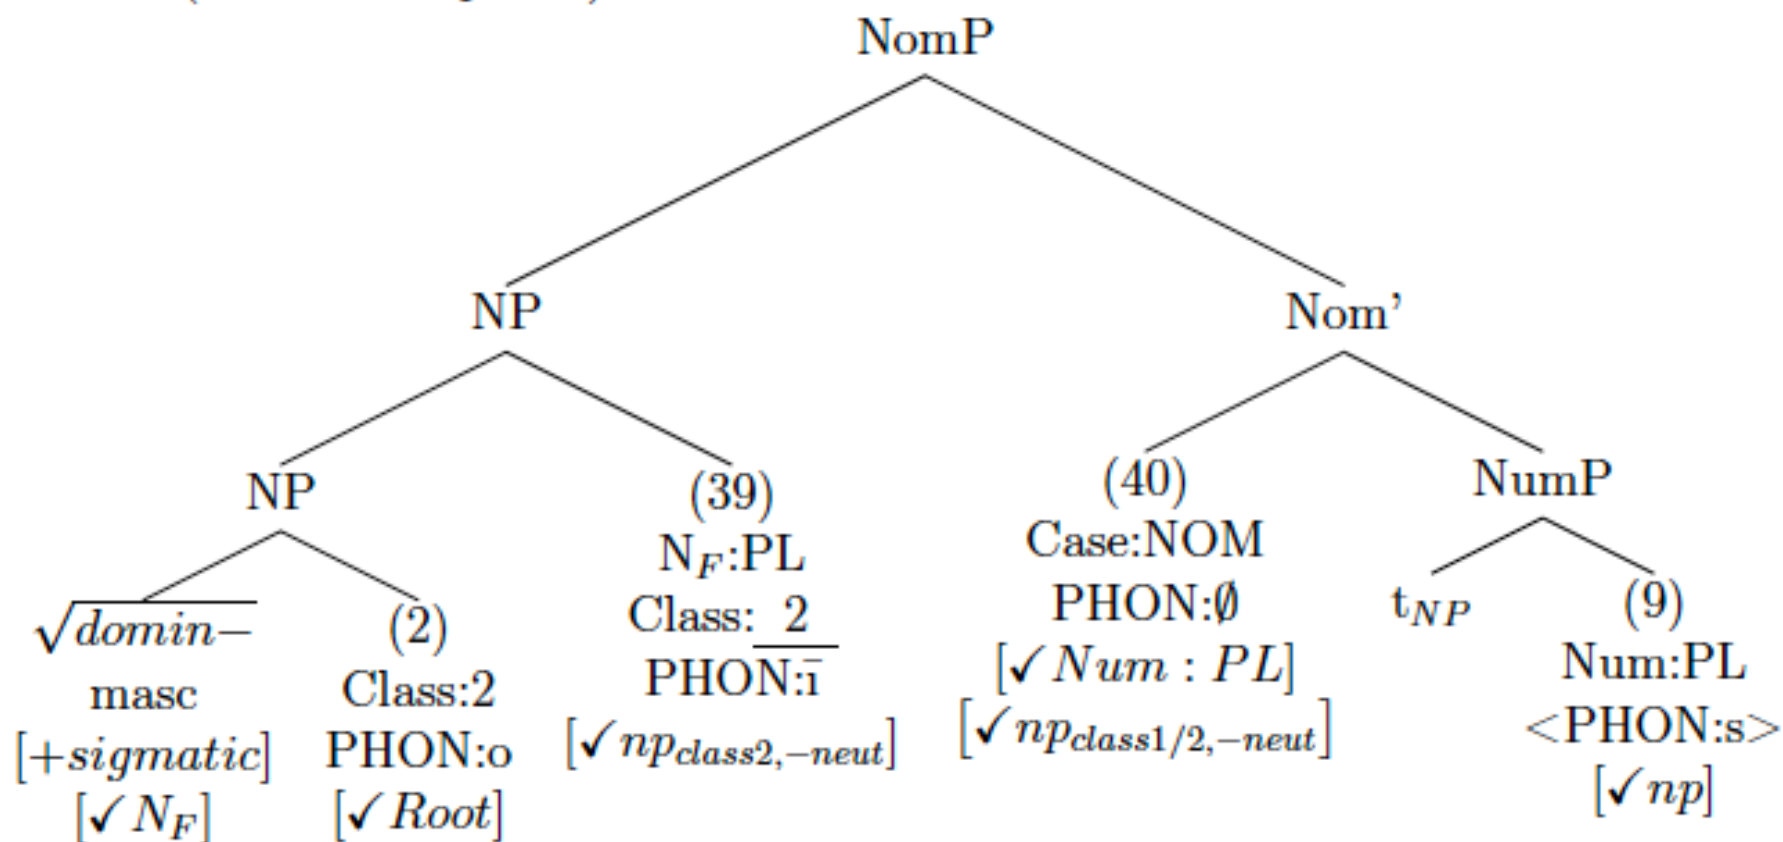 NomP
NP Nom’
NP (39) (40) NumP
N_F:PL Case:NOM
√domin− (2) Class: 2 PHON:∅ t_NP (9)
masc Class:2 PHON:ī [✓Num : PL] Num:PL
[+sigmatic] PHON:o [✓np_class2,−neut] [✓np_class1/2,−neut] <PHON:s>
[✓N_F] [✓Root] [✓np]